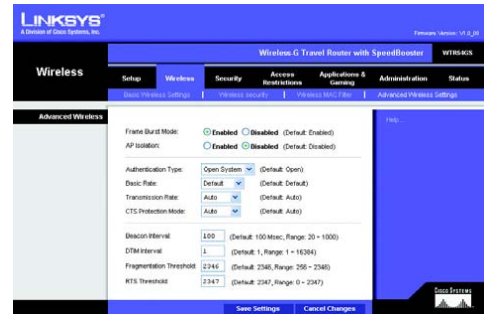 LINKSYS®
A Division of Cisco Systems, Inc.
Firmware Version: V1.0_00
Wireless-G Travel Router with SpeedBooster WTR54GS
Wireless
Setup Wireless Security Access Restrictions Applications & Gaming Administration Status
Basic Wireless Settings | Wireless Security | Wireless MAC Filter | Advanced Wireless Settings
Advanced Wireless
Help...
Frame Burst Mode: Enabled Disabled (Default: Enabled)
AP Isolation: Enabled Disabled (Default: Disabled)
Authentication Type: Open System (Default: Open)
Basic Rate: Default (Default: Default)
Transmission Rate: Auto (Default: Auto)
CTS Protection Mode: Auto (Default: Auto)
Beacon Interval: 100 (Default: 100 Msec, Range: 20 ~ 1000)
DTIM Interval: 1 (Default: 1, Range: 1 ~ 16384)
Fragmentation Threshold: 2346 (Default: 2346, Range: 256 ~ 2346)
RTS Threshold: 2347 (Default: 2347, Range: 0 ~ 2347)
Save Settings Cancel Changes
CISCO SYSTEMS